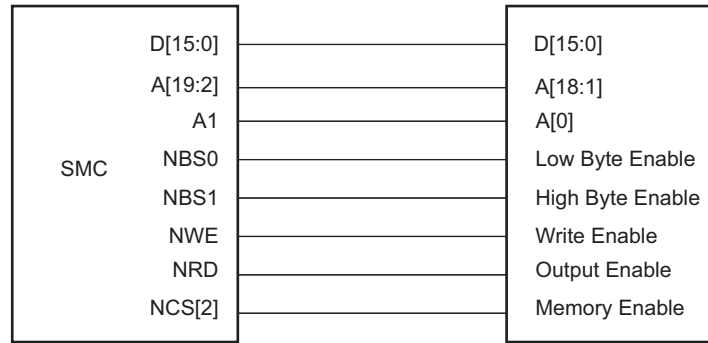 D[15:0] D[15:0]
A[19:2] A[18:1]
A1 A[0]
NBS0 Low Byte Enable
SMC
NBS1 High Byte Enable
NWE Write Enable
NRD Output Enable
NCS[2] Memory Enable